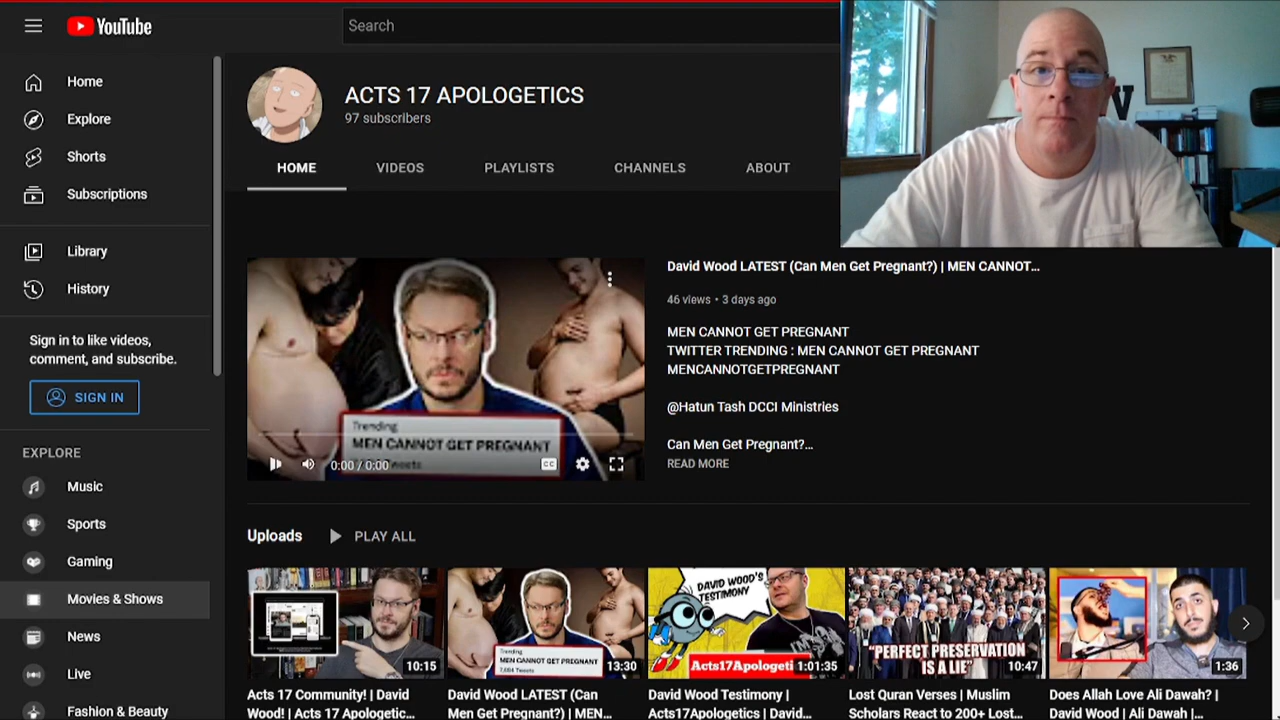 YouTube
Search
Home
Explore
Shorts
Subscriptions
Library
History
Sign in to like videos,
comment, and subscribe.
SIGN IN
EXPLORE
Music
Sports
Gaming
Movies & Shows
News
Live
Fashion & Beauty
ACTS 17 APOLOGETICS
97 subscribers
HOME VIDEOS PLAYLISTS CHANNELS ABOUT
V
Trending
MEN CANNOT GET PREGNANT
0:00 / 0:00
CC
David Wood LATEST (Can Men Get Pregnant?) | MEN CANNOT...
46 views • 3 days ago
MEN CANNOT GET PREGNANT
TWITTER TRENDING : MEN CANNOT GET PREGNANT
MENCANNOTGETPREGNANT
@Hatun Tash DCCI Ministries
Can Men Get Pregnant?...
READ MORE
Uploads PLAY ALL
10:15
Acts 17 Community! | David
Wood! | Acts 17 Apologetic...
Trending
MEN CANNOT GET PREGNANT
13:30
David Wood LATEST (Can
Men Get Pregnant?) | MEN...
DAVID WOOD'S
TESTIMONY
Acts17Apologeti
1:01:35
David Wood Testimony |
Acts17Apologetics | David...
"PERFECT PRESERVATION
IS A LIE"
10:47
Lost Quran Verses | Muslim
Scholars React to 200+ Lost...
1:36
Does Allah Love Ali Dawah? |
David Wood | Ali Dawah |...